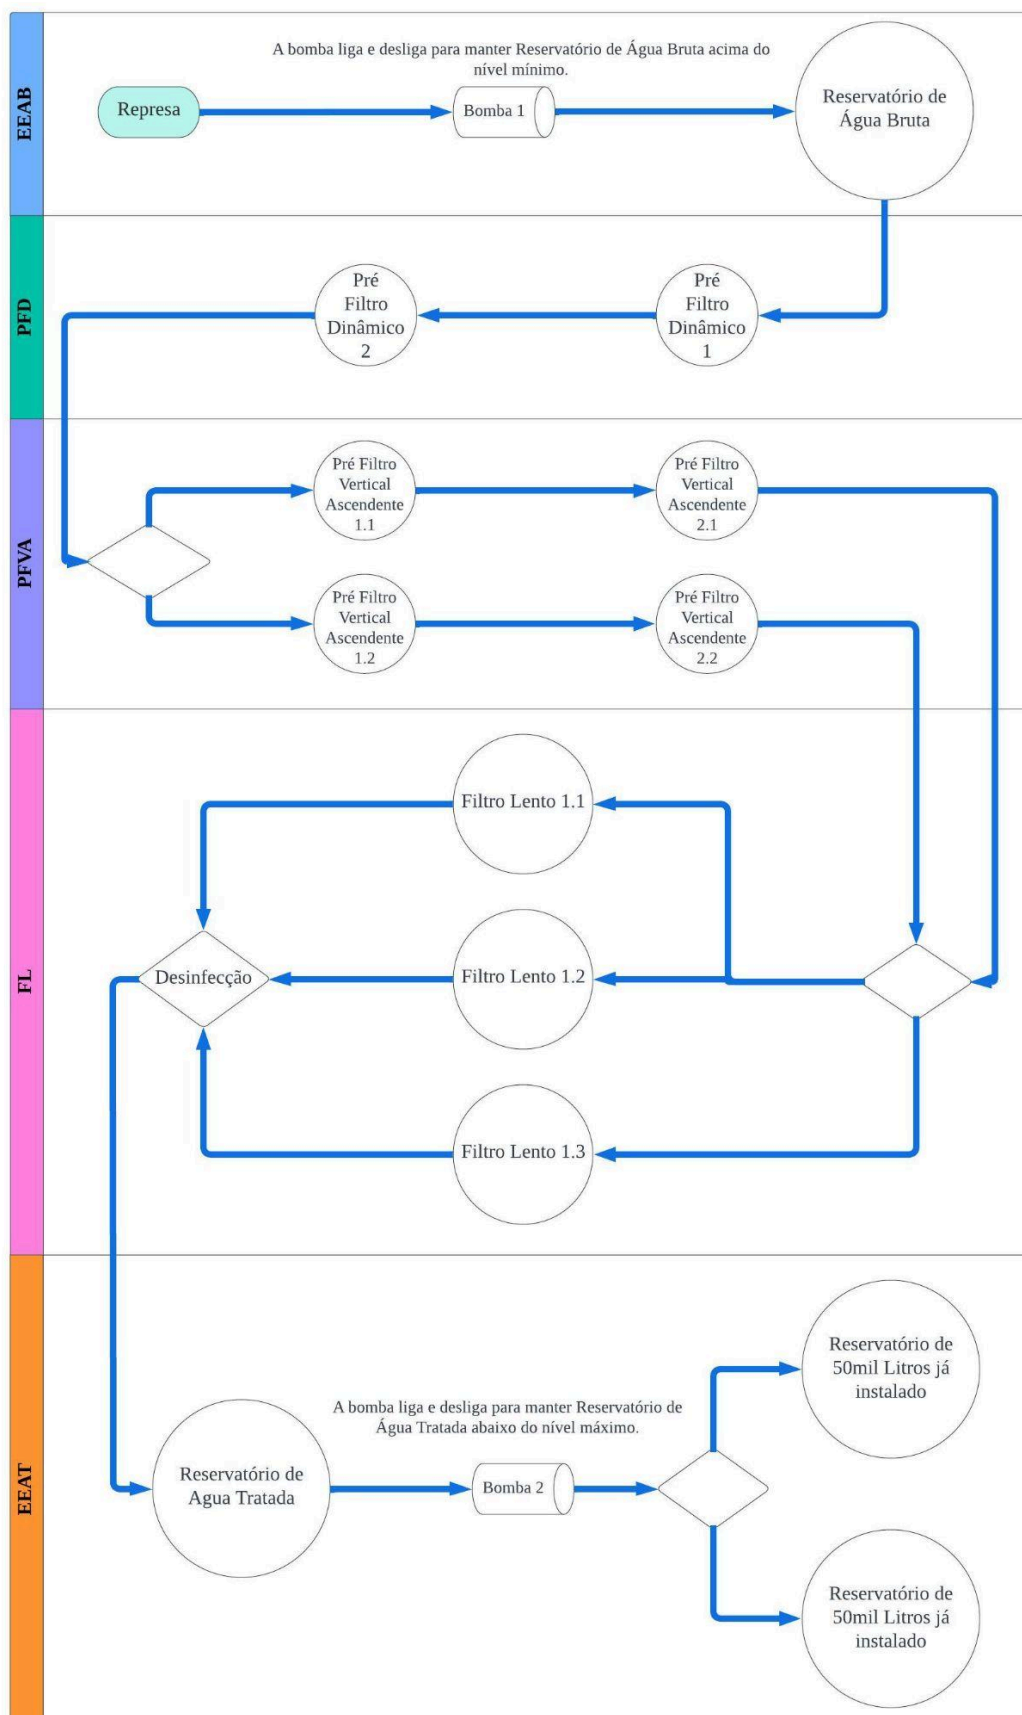 EEAB
A bomba liga e desliga para manter Reservatório de Água Bruta acima do
nível mínimo.
Represa
Bomba 1
Reservatório de
Água Bruta
PFD
Pré
Filtro
Dinâmico
2
Pré
Filtro
Dinâmico
1
PFVA
Pré Filtro
Vertical
Ascendente
1.1
Pré Filtro
Vertical
Ascendente
2.1
Pré Filtro
Vertical
Ascendente
1.2
Pré Filtro
Vertical
Ascendente
2.2
FL
Filtro Lento 1.1
Desinfecção
Filtro Lento 1.2
Filtro Lento 1.3
EEAT
Reservatório de
50mil Litros já
instalado
A bomba liga e desliga para manter Reservatório de
Água Tratada abaixo do nível máximo.
Reservatório de
Agua Tratada
Bomba 2
Reservatório de
50mil Litros já
instalado